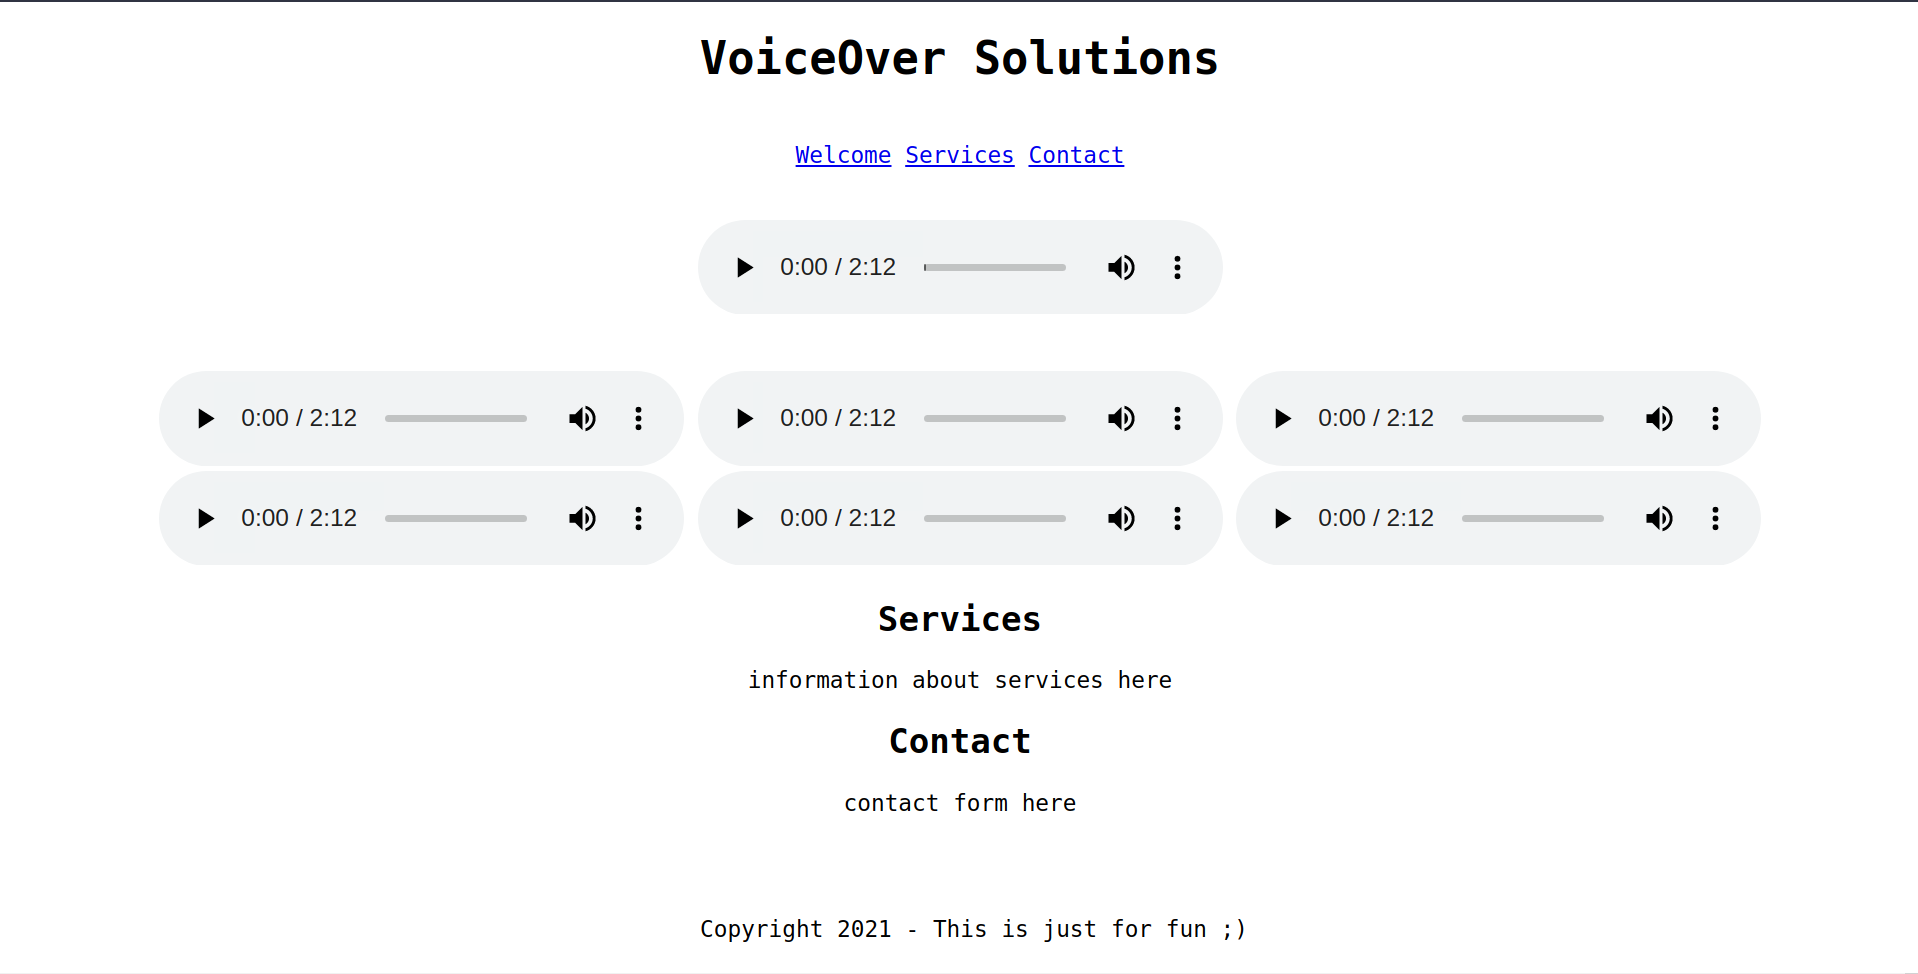 VoiceOver Solutions
Welcome Services Contact
0:00 / 2:12
0:00 / 2:12 0:00 / 2:12 0:00 / 2:12
0:00 / 2:12 0:00 / 2:12 0:00 / 2:12
Services
information about services here
Contact
contact form here
Copyright 2021 - This is just for fun ;)